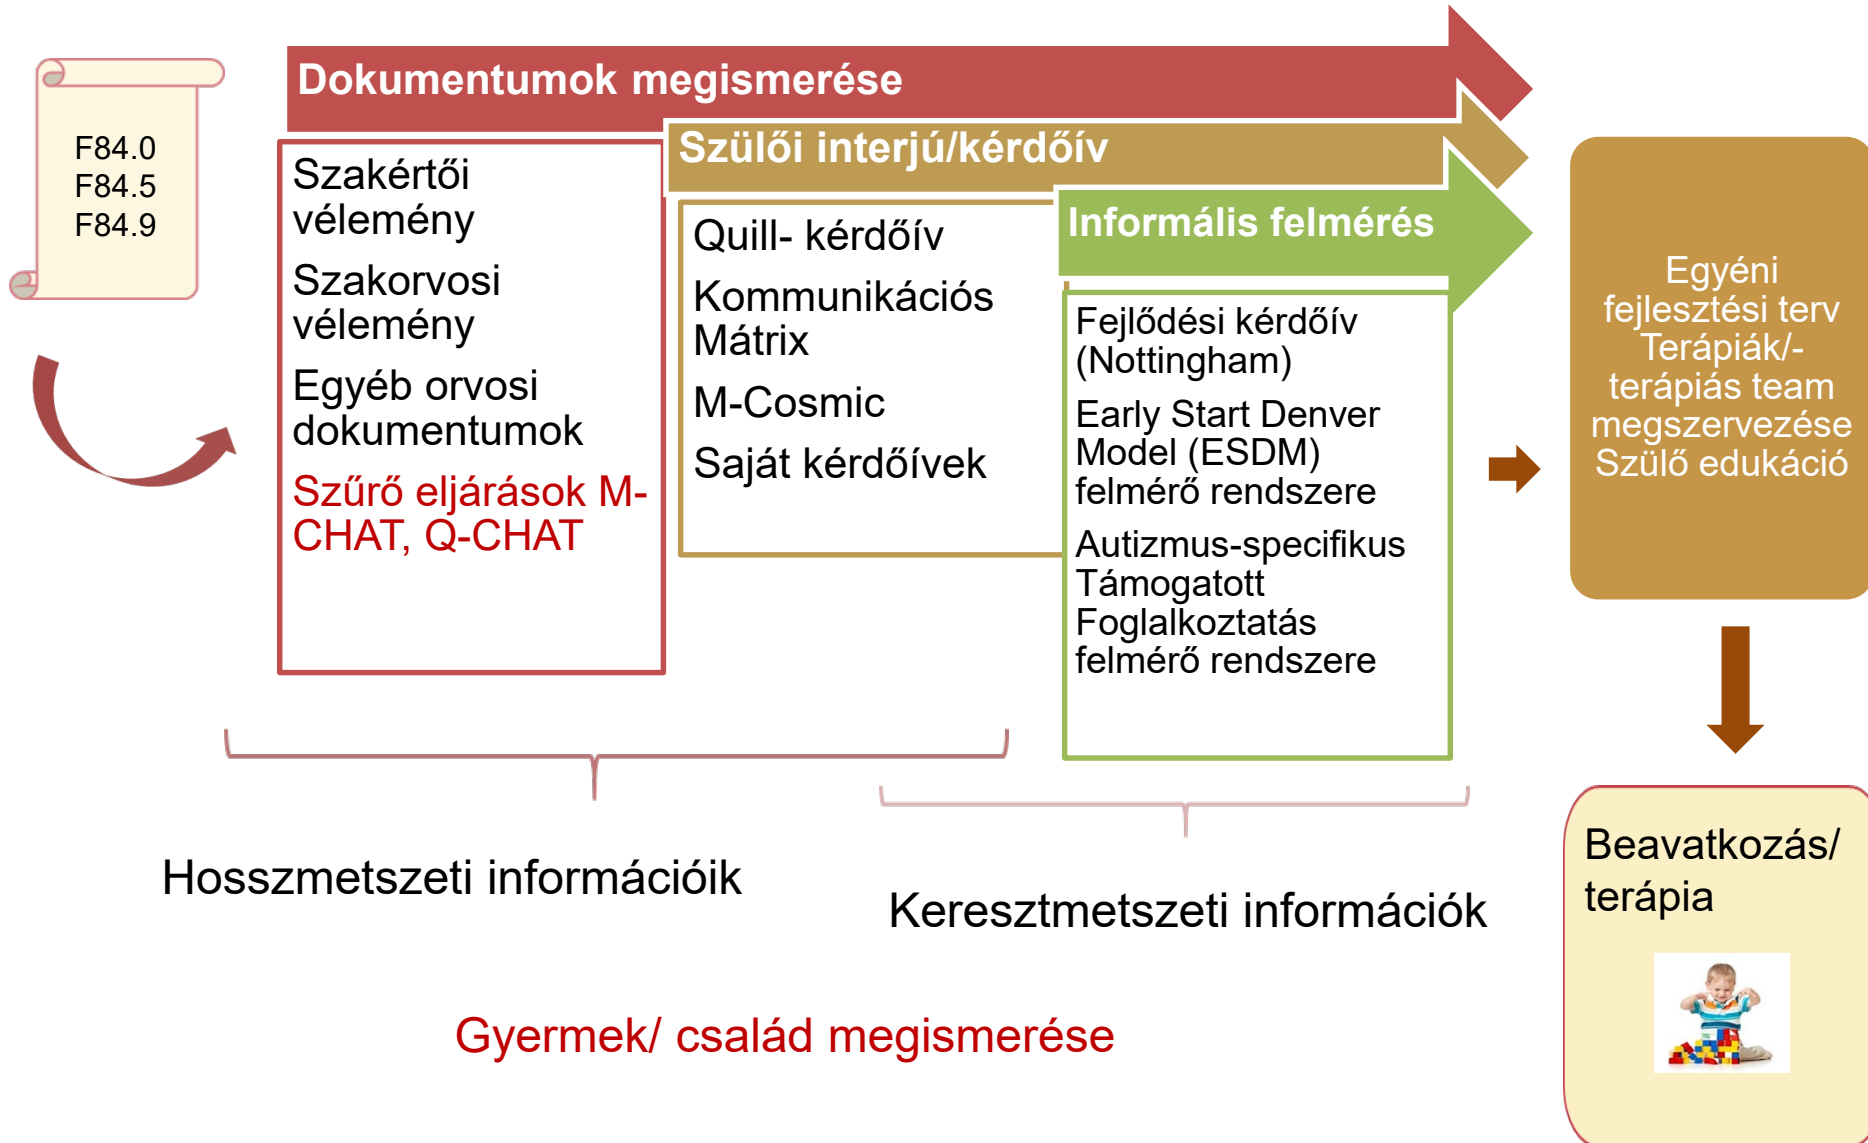 F84.0
F84.5
F84.9
Dokumentumok megismerése
Szakértői
vélemény
Szakorvosi
vélemény
Egyéb orvosi
dokumentumok
Szűrő eljárások M-
CHAT, Q-CHAT
Szülői interjú/kérdőív
Quill- kérdőív
Kommunikációs
Mátrix
M-Cosmic
Saját kérdőívek
Informális felmérés
Fejlődési kérdőív
(Nottingham)
Early Start Denver
Model (ESDM)
felmérő rendszere
Autizmus-specifikus
Támogatott
Foglalkoztatás
felmérő rendszere
Egyéni
fejlesztési terv
Terápiák/-
terápiás team
megszervezése
Szülő edukáció
Hosszmetszeti információik
Keresztmetszeti információk
Beavatkozás/
terápia
Gyermek/ család megismerése